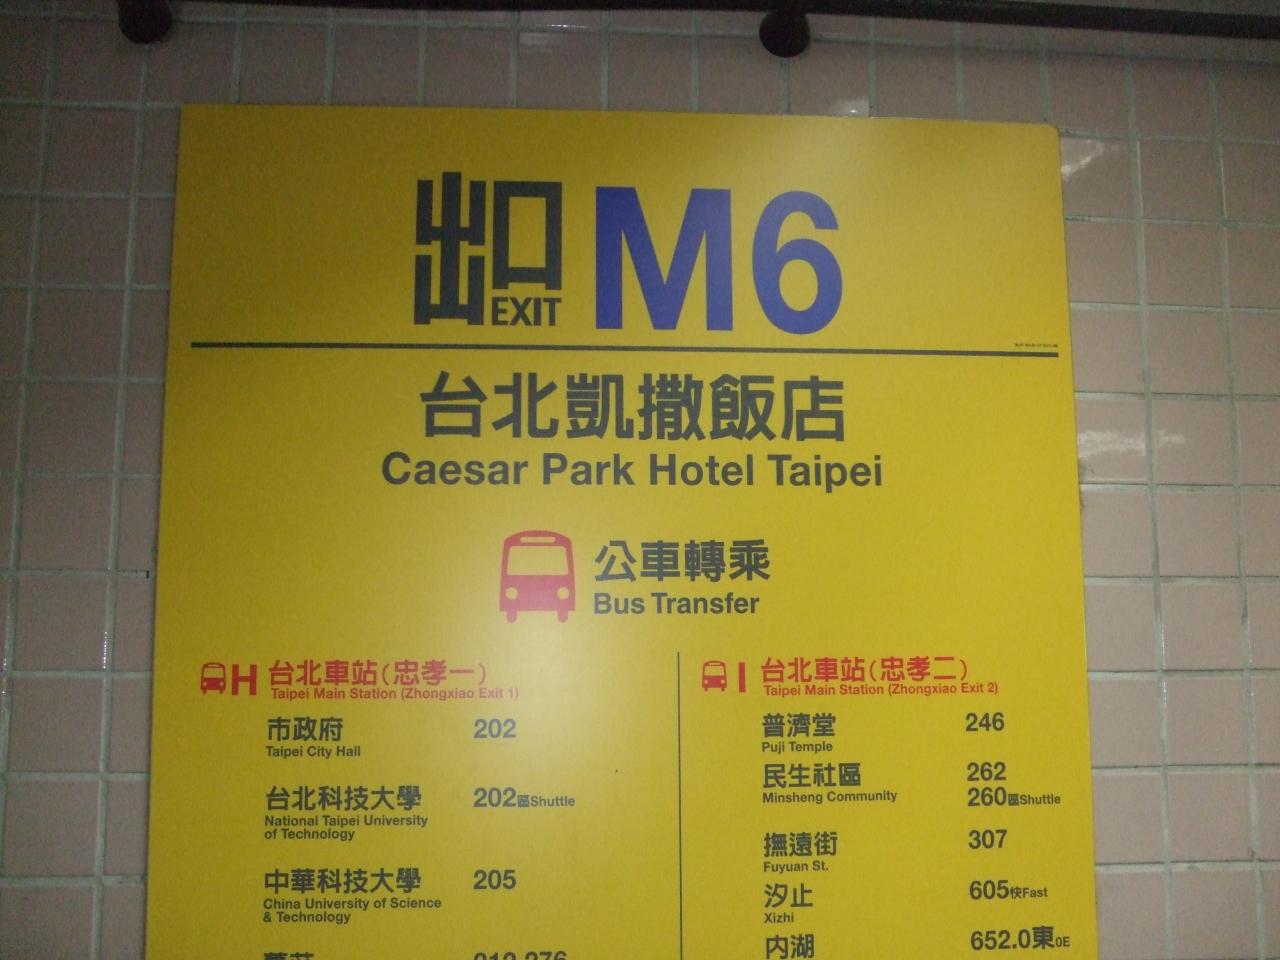 出口 EXIT M6
台北凱撒飯店
Caesar Park Hotel Taipei
公車轉乘
Bus Transfer
H 台北車站(忠孝一)
Taipei Main Station (Zhongxiao Exit 1)
市政府 202
Taipei City Hall
台北科技大學 202區Shuttle
National Taipei University
of Technology
中華科技大學 205
China University of Science
& Technology
I 台北車站(忠孝二)
Taipei Main Station (Zhongxiao Exit 2)
普濟堂 246
Puji Temple
民生社區 262
Minsheng Community 260區Shuttle
撫遠街 307
Fuyuan St.
汐止 605快Fast
Xizhi
內湖 652.0東0E